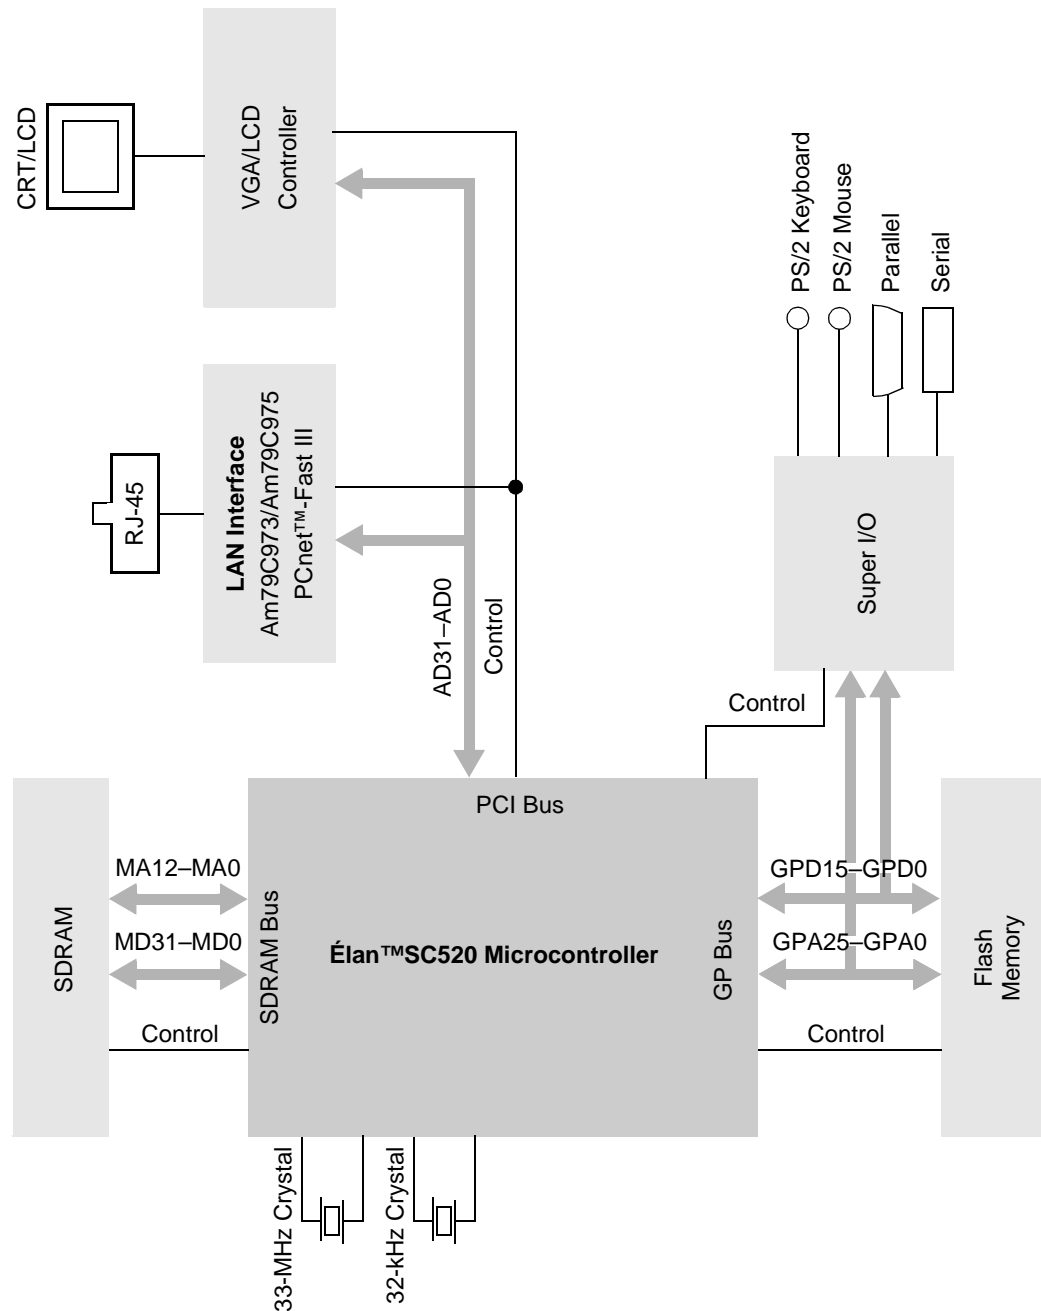 CRT/LCD
VGA/LCD
Controller
PS/2 Keyboard
PS/2 Mouse
Parallel
Serial
RJ-45
LAN Interface
Am79C973/Am79C975
PCnet™-Fast III
Super I/O
AD31–AD0
Control
Control
PCI Bus
SDRAM
MA12–MA0
MD31–MD0
Control
SDRAM Bus
Élan™SC520 Microcontroller
GP Bus
GPD15–GPD0
GPA25–GPA0
Control
Flash
Memory
33-MHz Crystal
32-kHz Crystal